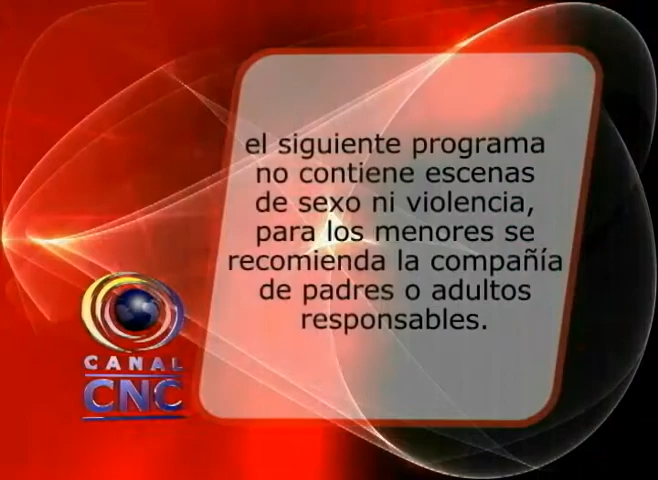 el siguiente programa
no contiene escenas
de sexo ni violencia,
para los menores se
recomienda la compañía
de padres o adultos
responsables.
CANAL
CNC